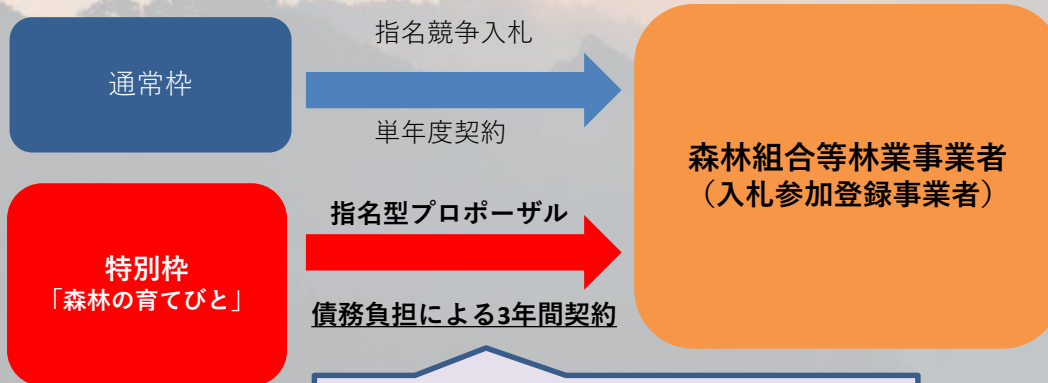 指名競争入札
通常枠
単年度契約
森林組合等林業事業者
（入札参加登録事業者）
指名型プロポーザル
特別枠
「森林の育てびと」
債務負担による3年間契約